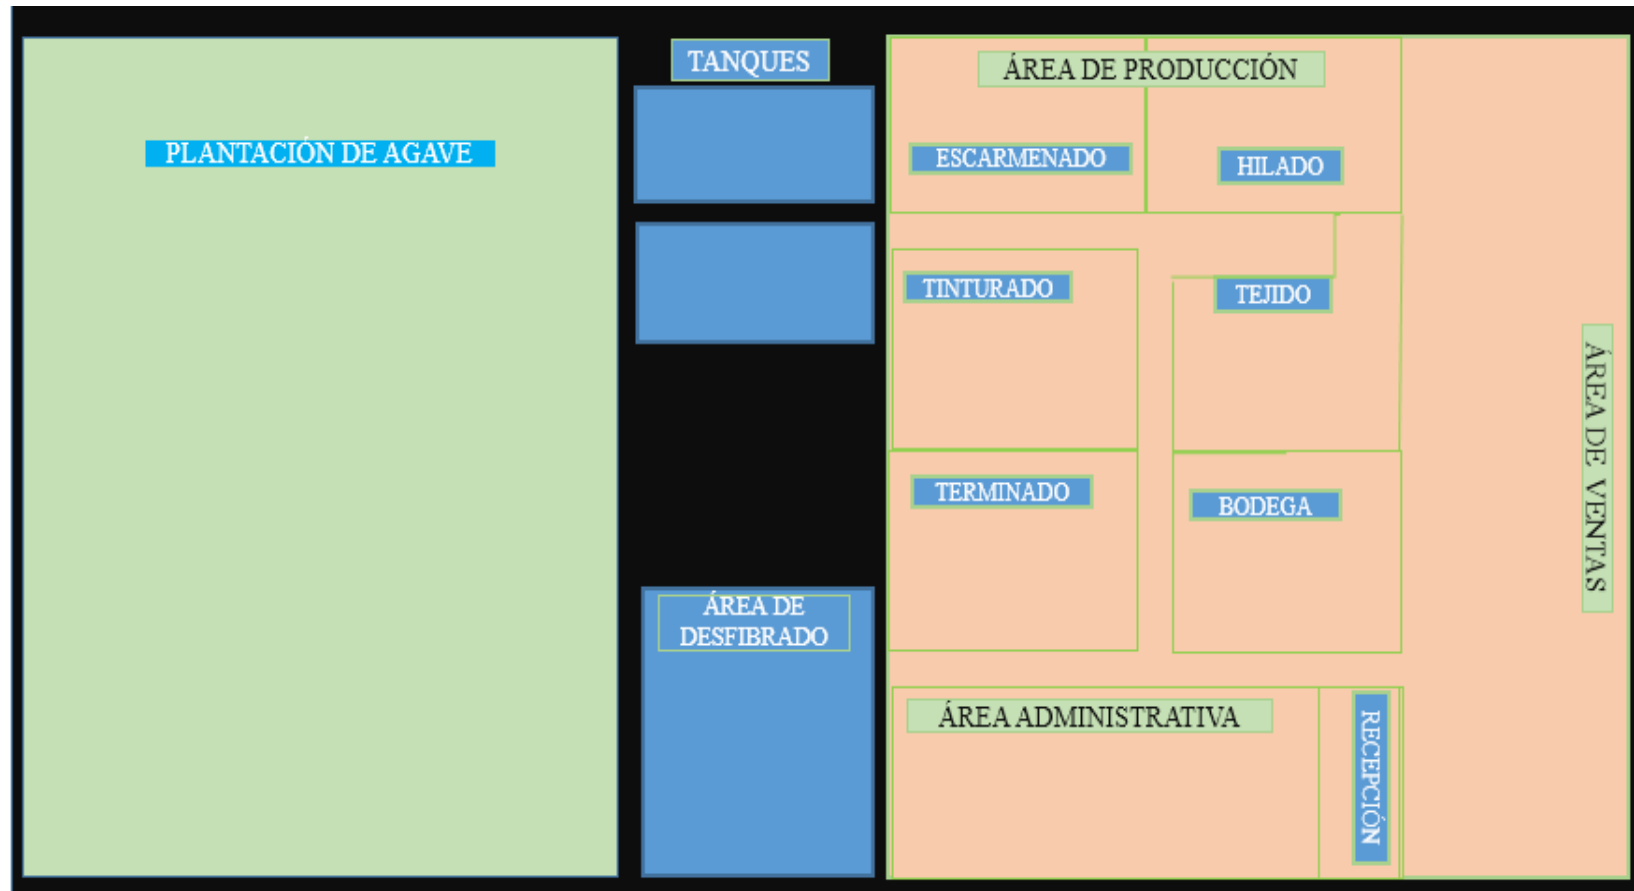 PLANTACIÓN DE AGAVE
TANQUES
ÁREA DE
DESFIBRADO
ÁREA DE PRODUCCIÓN
ESCARMENADO
HILADO
TINTURADO
TEJIDO
TERMINADO
BODEGA
ÁREA ADMINISTRATIVA
RECEPCIÓN
ÁREA DE VENTAS